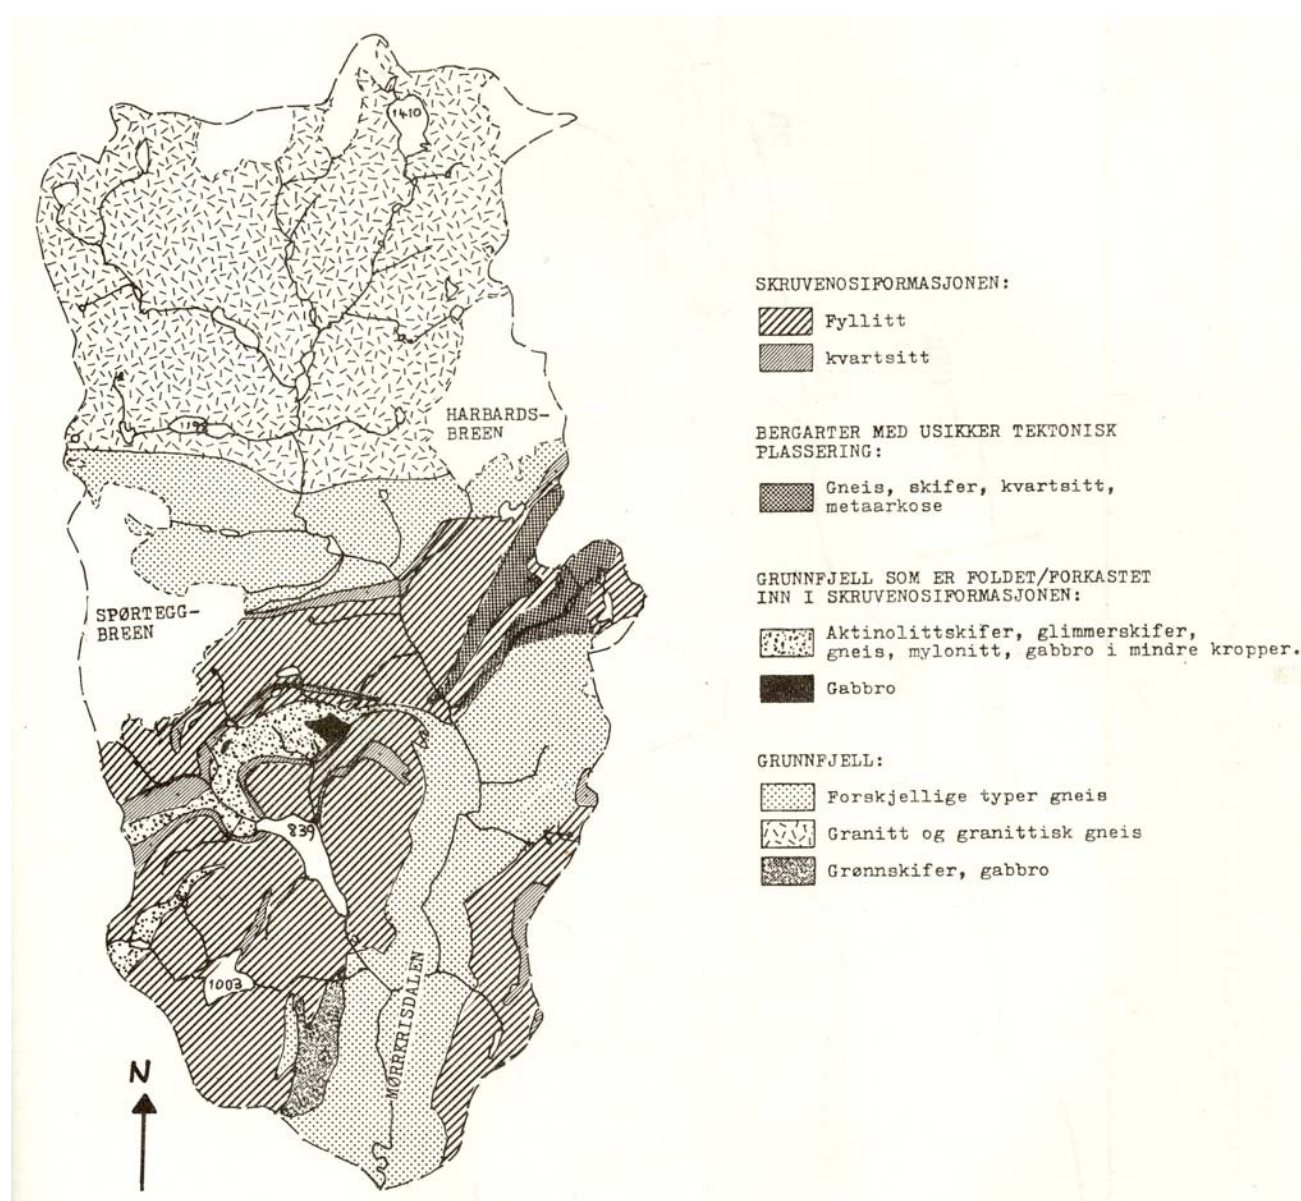 1410
SKRUVENOSIFORMASJONEN:
Fyllitt
kvartsitt
1198
HARBARDS-
BREEN
BERGARTER MED USIKKER TEKTONISK
PLASSERING:
Gneis, skifer, kvartsitt,
metaarkose
GRUNNFJELL SOM ER FOLDET/FORKASTET
INN I SKRUVENOSIFORMASJONEN:
SPØRTEGG-
BREEN
Aktinolittskifer, glimmerskifer,
gneis, mylonitt, gabbro i mindre kropper.
Gabbro
GRUNNFJELL:
Forskjellige typer gneis
839
Granitt og granittisk gneis
Grønnskifer, gabbro
1003
MØRRKRISDALEN
N